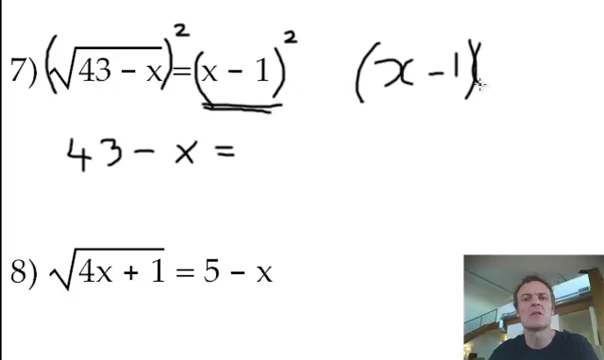 7) (√43 − x)² = (x − 1)² (x − 1)
43 − x =
8) √4x + 1 = 5 − x